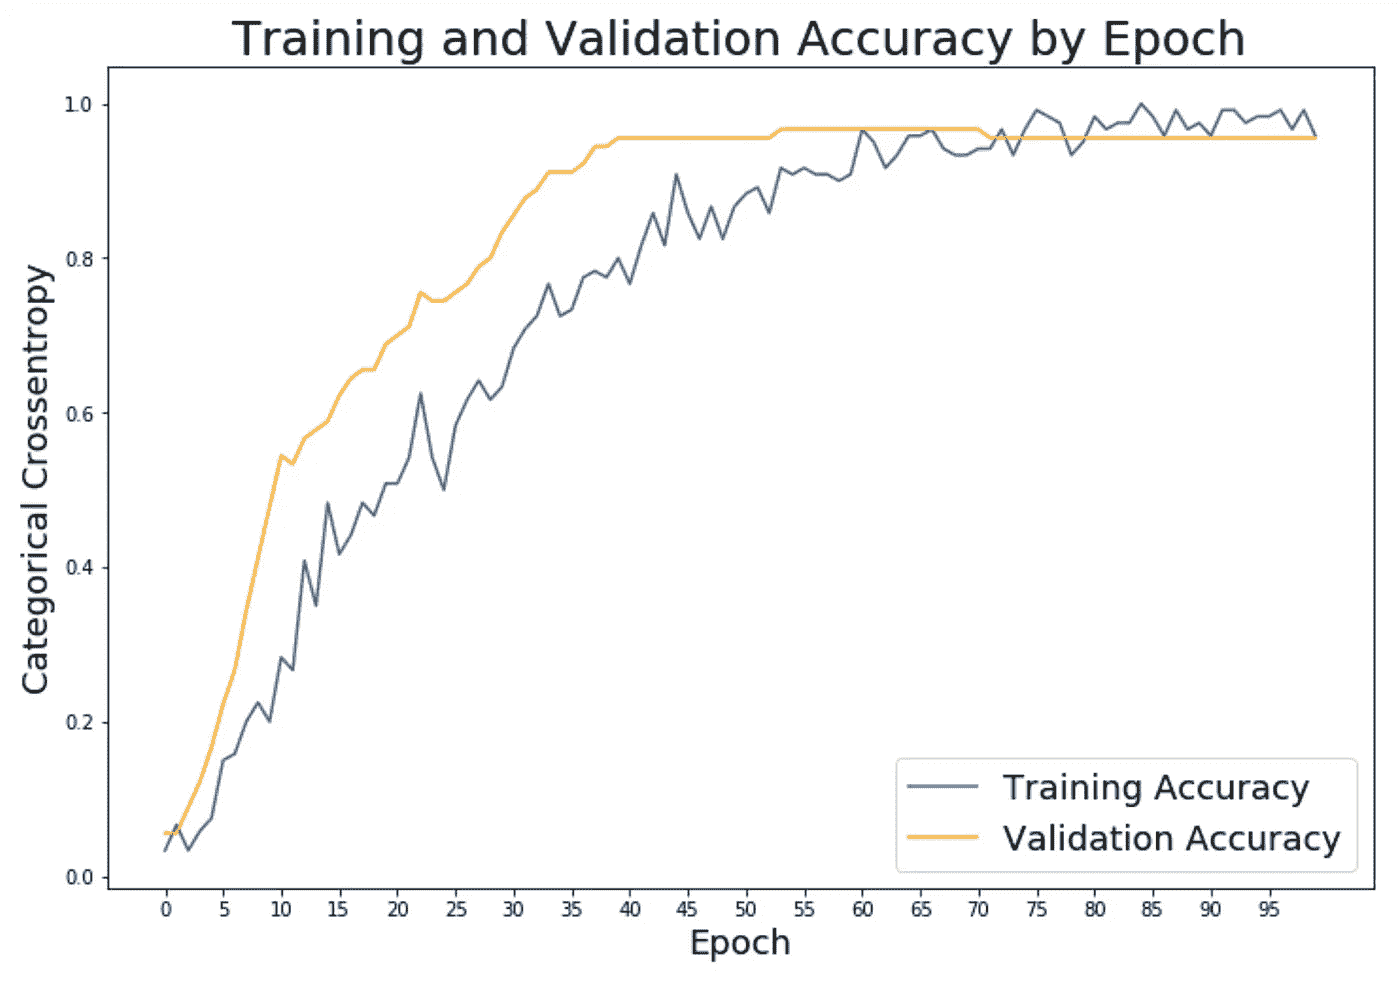 Training and Validation Accuracy by Epoch
Categorical Crossentropy
1.0
0.8
0.6
0.4
0.2
0.0
0 5 10 15 20 25 30 35 40 45 50 55 60 65 70 75 80 85 90 95
Epoch
Training Accuracy
Validation Accuracy